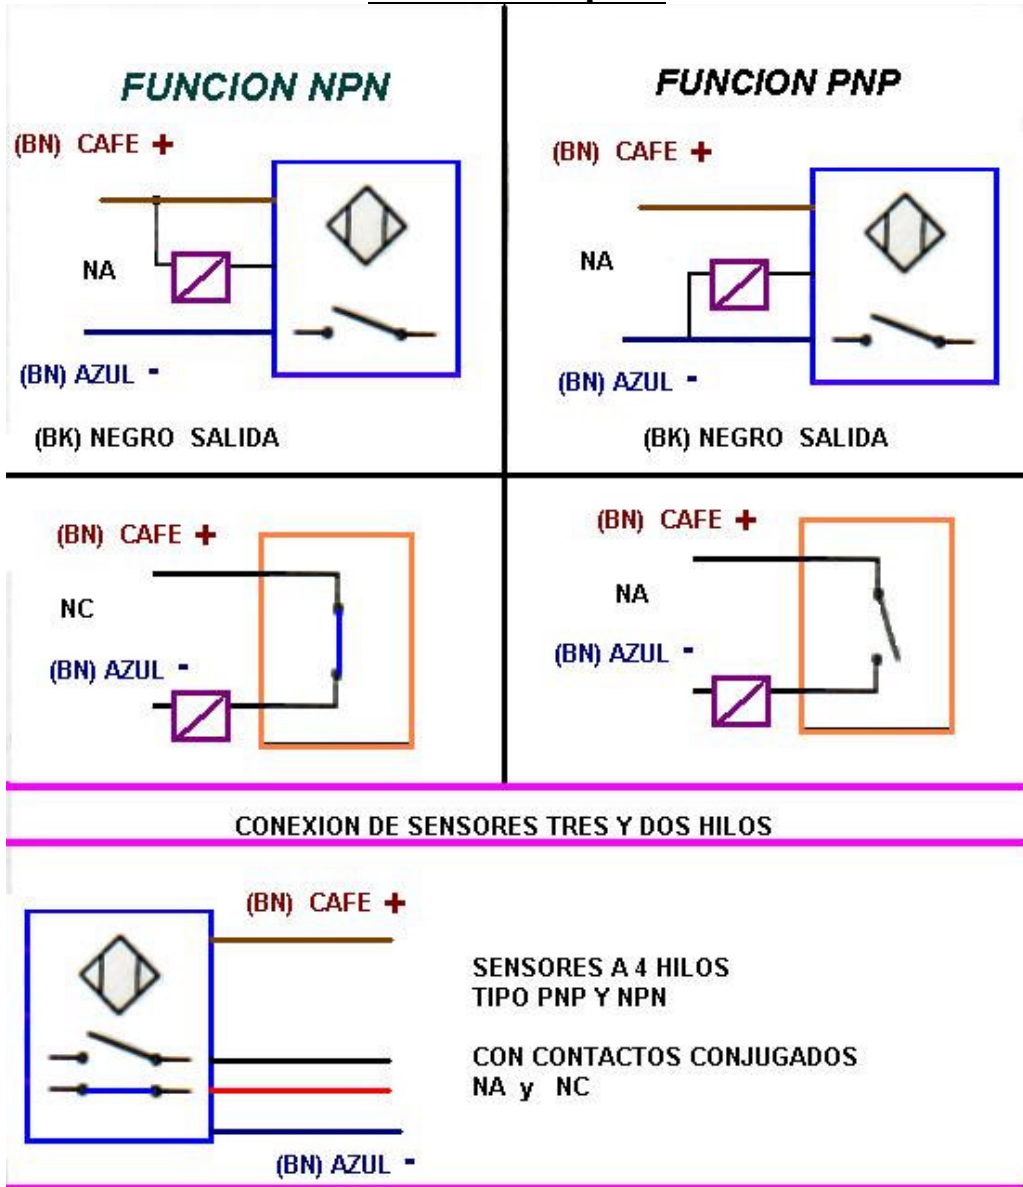 FUNCION NPN
(BN) CAFE +
NA
(BN) AZUL -
(BK) NEGRO SALIDA
FUNCION PNP
(BN) CAFE +
NA
(BN) AZUL -
(BK) NEGRO SALIDA
(BN) CAFE +
NC
(BN) AZUL -
(BN) CAFE +
NA
(BN) AZUL -
CONEXION DE SENSORES TRES Y DOS HILOS
(BN) CAFE +
(BN) AZUL -
SENSORES A 4 HILOS
TIPO PNP Y NPN
CON CONTACTOS CONJUGADOS
NA y NC